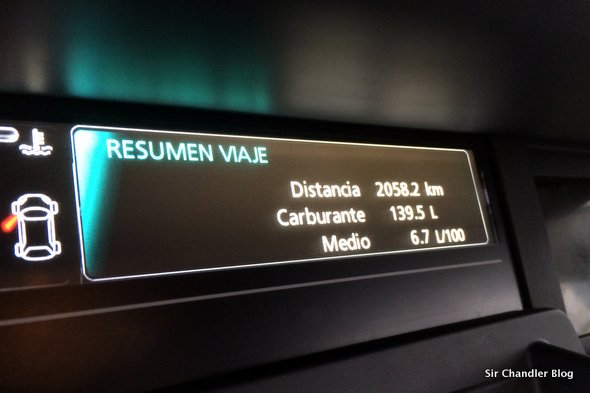 RESUMEN VIAJE
Distancia 2058.2 km
Carburante 139.5 L
Medio 6.7 L/100
Sir Chandler Blog